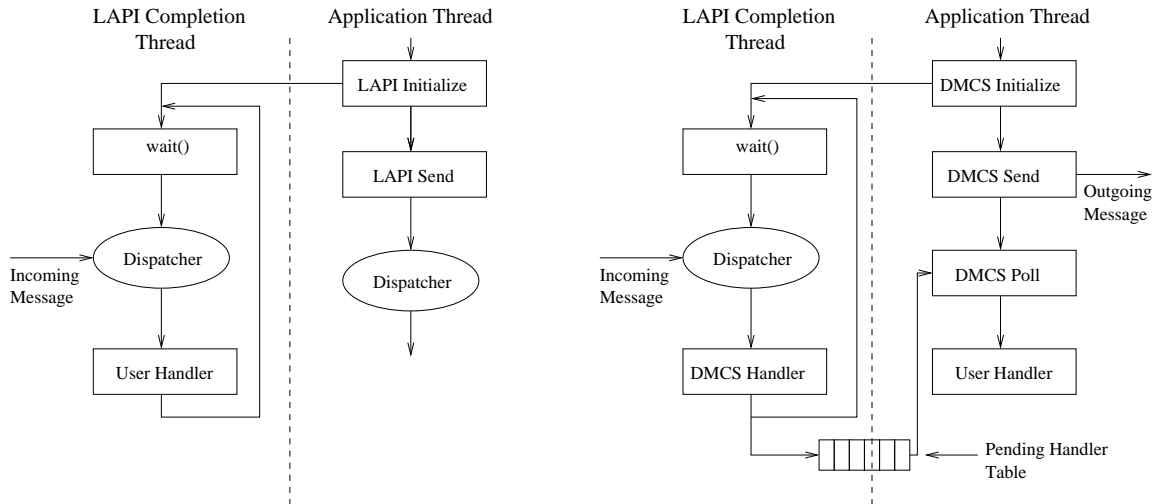 LAPI Completion
Thread
Application Thread
LAPI Initialize
wait()
LAPI Send
Dispatcher
Incoming
Message
Dispatcher
User Handler
LAPI Completion
Thread
Application Thread
DMCS Initialize
wait()
DMCS Send
Outgoing
Message
Dispatcher
Incoming
Message
DMCS Poll
DMCS Handler
User Handler
Pending Handler
Table